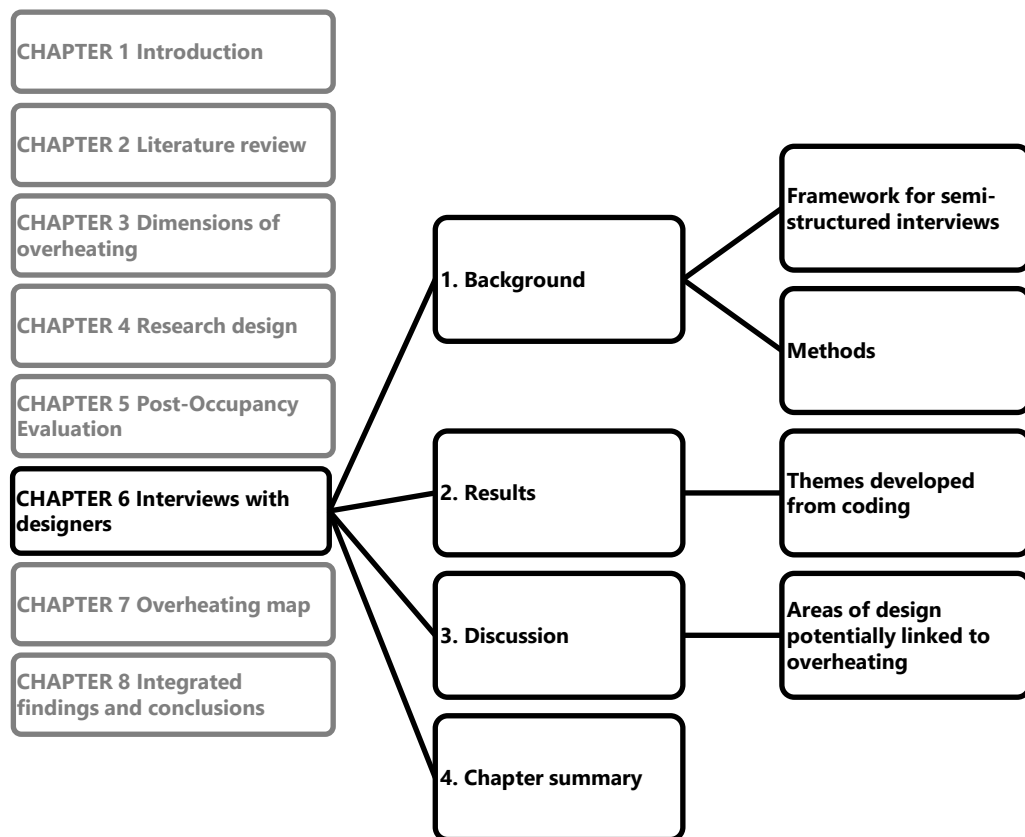 CHAPTER 1 Introduction
CHAPTER 2 Literature review
CHAPTER 3 Dimensions of
overheating
CHAPTER 4 Research design
CHAPTER 5 Post-Occupancy
Evaluation
CHAPTER 6 Interviews with
designers
CHAPTER 7 Overheating map
CHAPTER 8 Integrated
findings and conclusions
1. Background
2. Results
3. Discussion
4. Chapter summary
Framework for semi-
structured interviews
Methods
Themes developed
from coding
Areas of design
potentially linked to
overheating